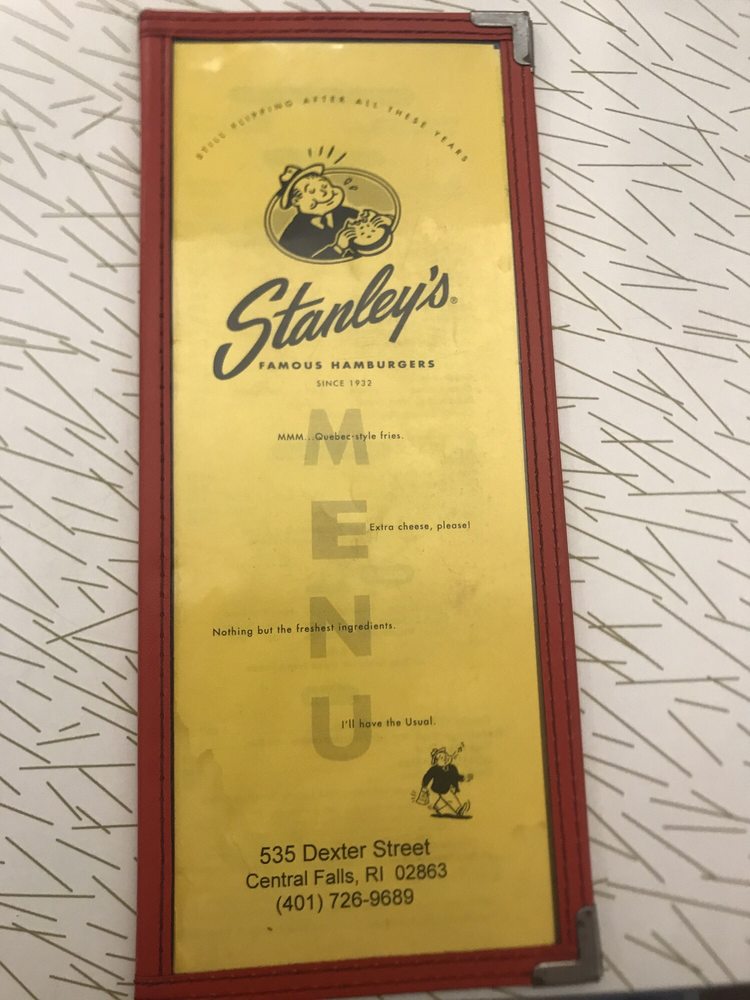 STILL FLIPPING AFTER ALL THESE YEARS
Stanley's®
FAMOUS HAMBURGERS
SINCE 1932
MENU
MMM...Quebec-style fries.
Extra cheese, please!
Nothing but the freshest ingredients.
I'll have the Usual.
535 Dexter Street
Central Falls, RI 02863
(401) 726-9689